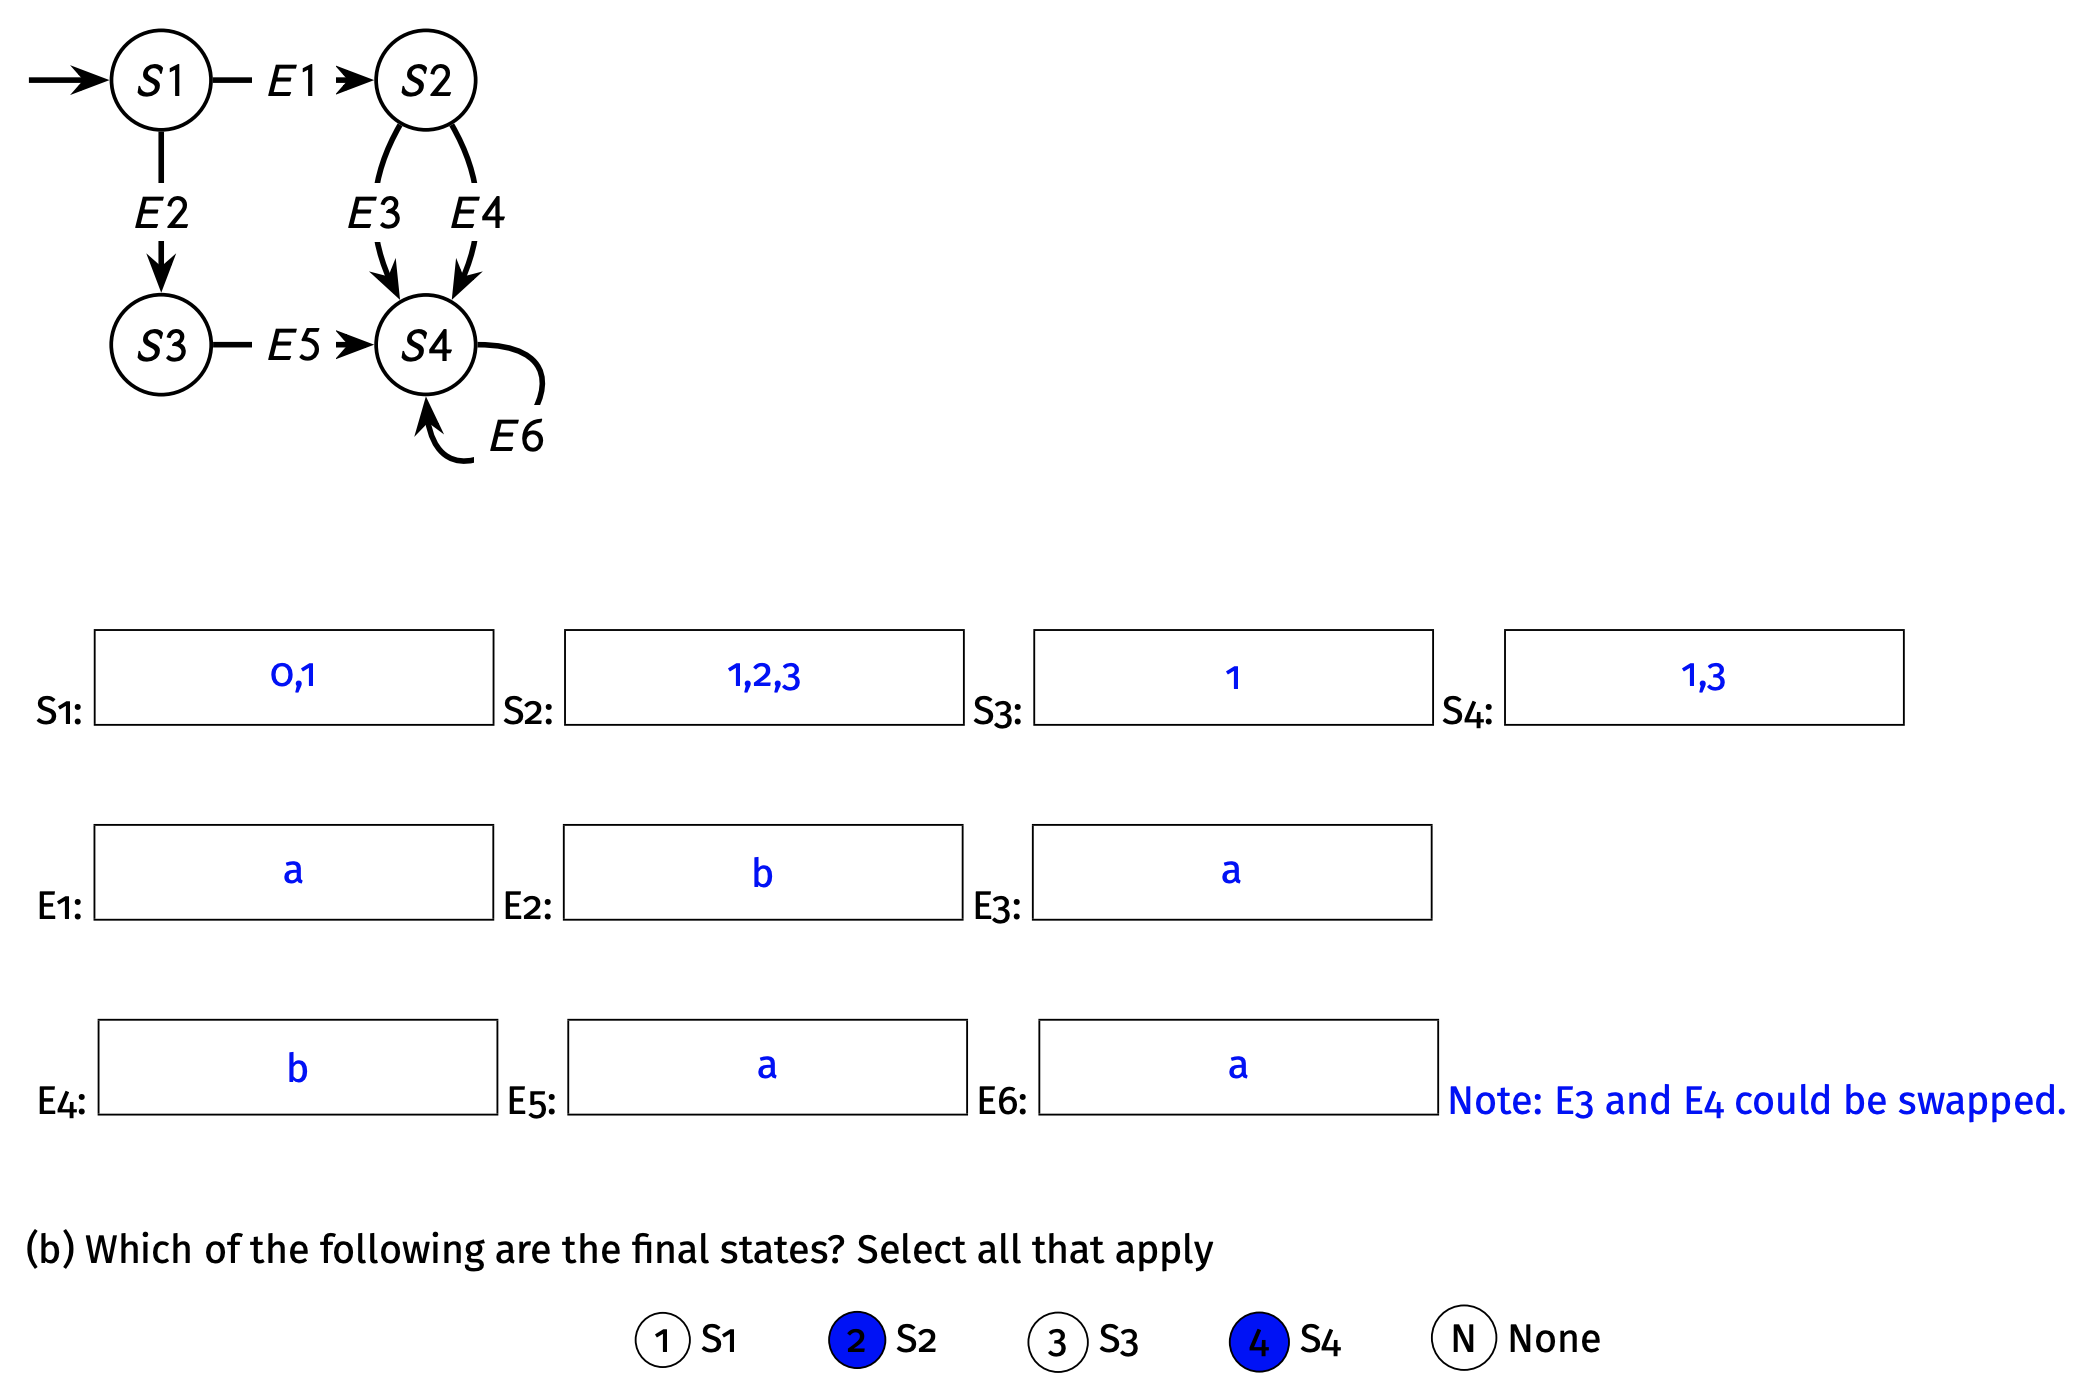 S1 E1 S2
E2 E3 E4
S3 E5 S4
E6
S1: 0,1 S2: 1,2,3 S3: 1 S4: 1,3
E1: a E2: b E3: a
E4: b E5: a E6: a Note: E3 and E4 could be swapped.
(b) Which of the following are the final states? Select all that apply
1 S1 2 S2 3 S3 4 S4 N None